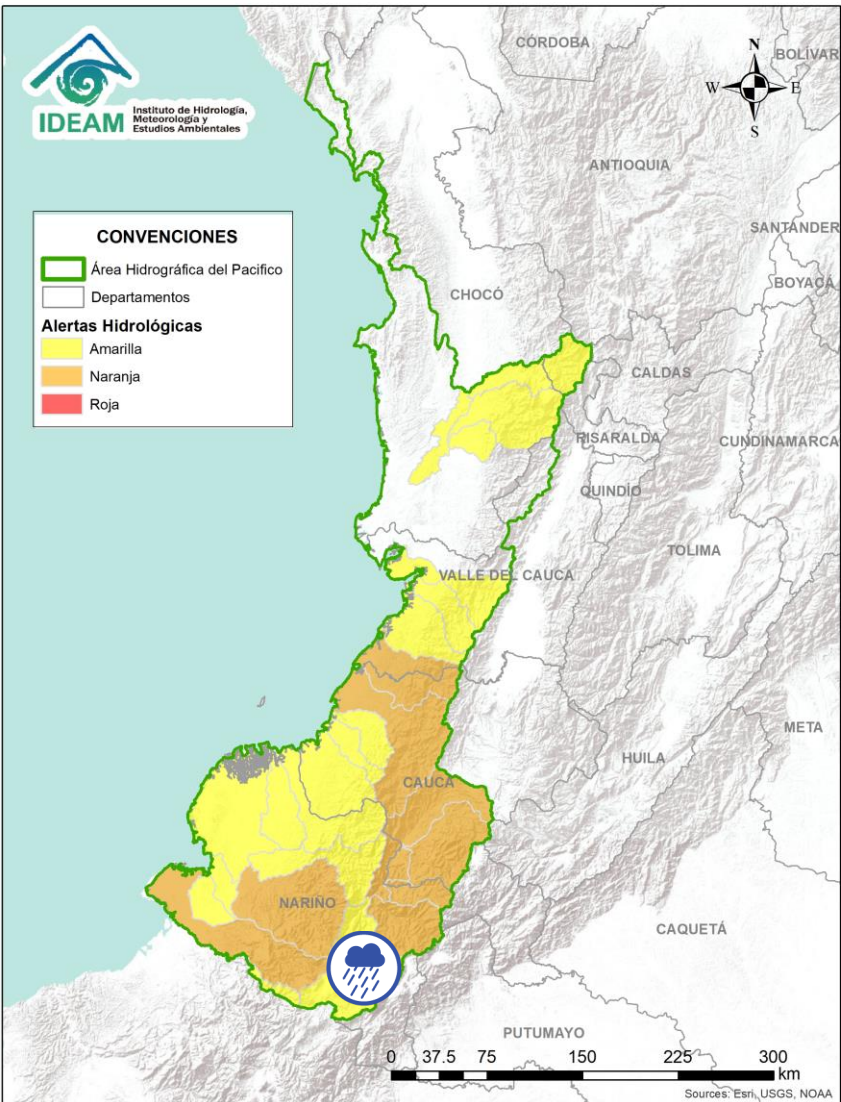 IDEAM
Instituto de Hidrología,
Meteorología y
Estudios Ambientales
N
W
E
S
CÓRDOBA
BOLÍVAR
ANTIOQUIA
SANTANDER
BOYACÁ
CHOCÓ
CALDAS
RISARALDA
CUNDINAMARCA
QUINDÍO
TOLIMA
VALLE DEL CAUCA
META
HUILA
CAUCA
NARIÑO
CAQUETÁ
PUTUMAYO
CONVENCIONES
Área Hidrográfica del Pacifico
Departamentos
Alertas Hidrológicas
Amarilla
Naranja
Roja
0 37.5 75 150 225 300
km
Sources: Esri, USGS, NOAA